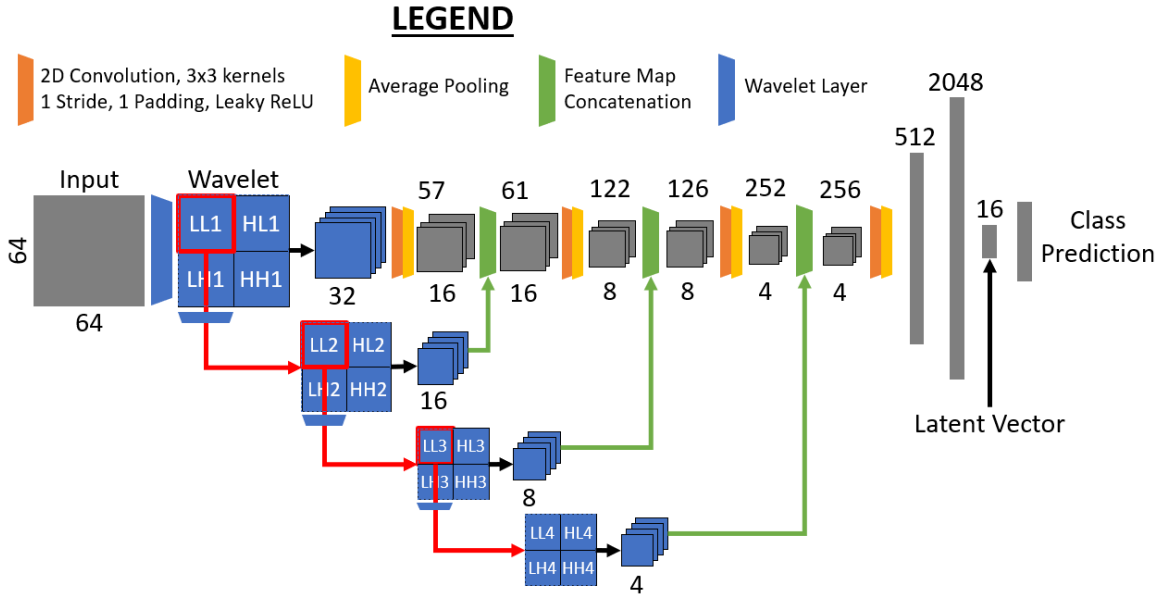 LEGEND
2D Convolution, 3x3 kernels
1 Stride, 1 Padding, Leaky ReLU
Average Pooling
Feature Map
Concatenation
Wavelet Layer
2048
512
Input
Wavelet
57
61
122
126
252
256
16
Class
Prediction
64
LL1
HL1
LH1
HH1
64
32
16
16
8
8
4
4
LL2
HL2
LH2
HH2
16
Latent Vector
LL3
HL3
LH3
HH3
8
LL4
HL4
LH4
HH4
4